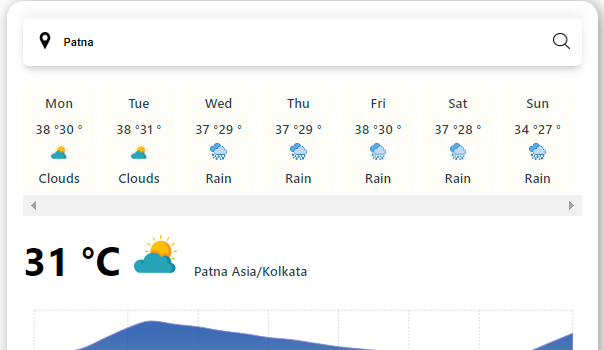 Patna
Mon Tue Wed Thu Fri Sat Sun
38 °30 ° 38 °31 ° 37 °29 ° 37 °29 ° 38 °30 ° 37 °28 ° 34 °27 °
Clouds Clouds Rain Rain Rain Rain Rain
31 °C Patna Asia/Kolkata